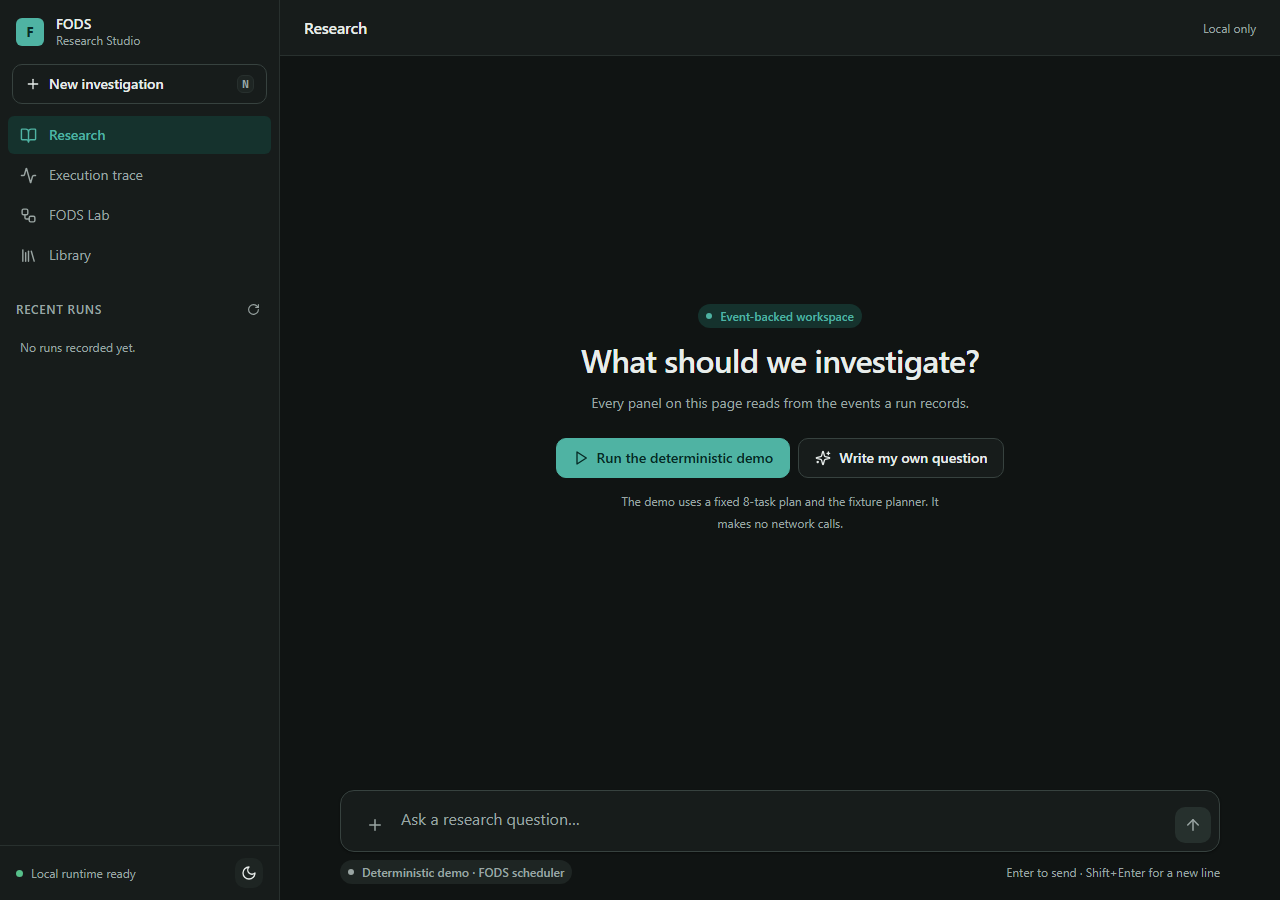 F
FODS
Research Studio
New investigation
N
Research
Execution trace
FODS Lab
Library
RECENT RUNS
No runs recorded yet.
Local runtime ready
Research
Local only
Event-backed workspace
What should we investigate?
Every panel on this page reads from the events a run records.
Run the deterministic demo
Write my own question
The demo uses a fixed 8-task plan and the fixture planner. It
makes no network calls.
Ask a research question...
Deterministic demo · FODS scheduler
Enter to send · Shift+Enter for a new line